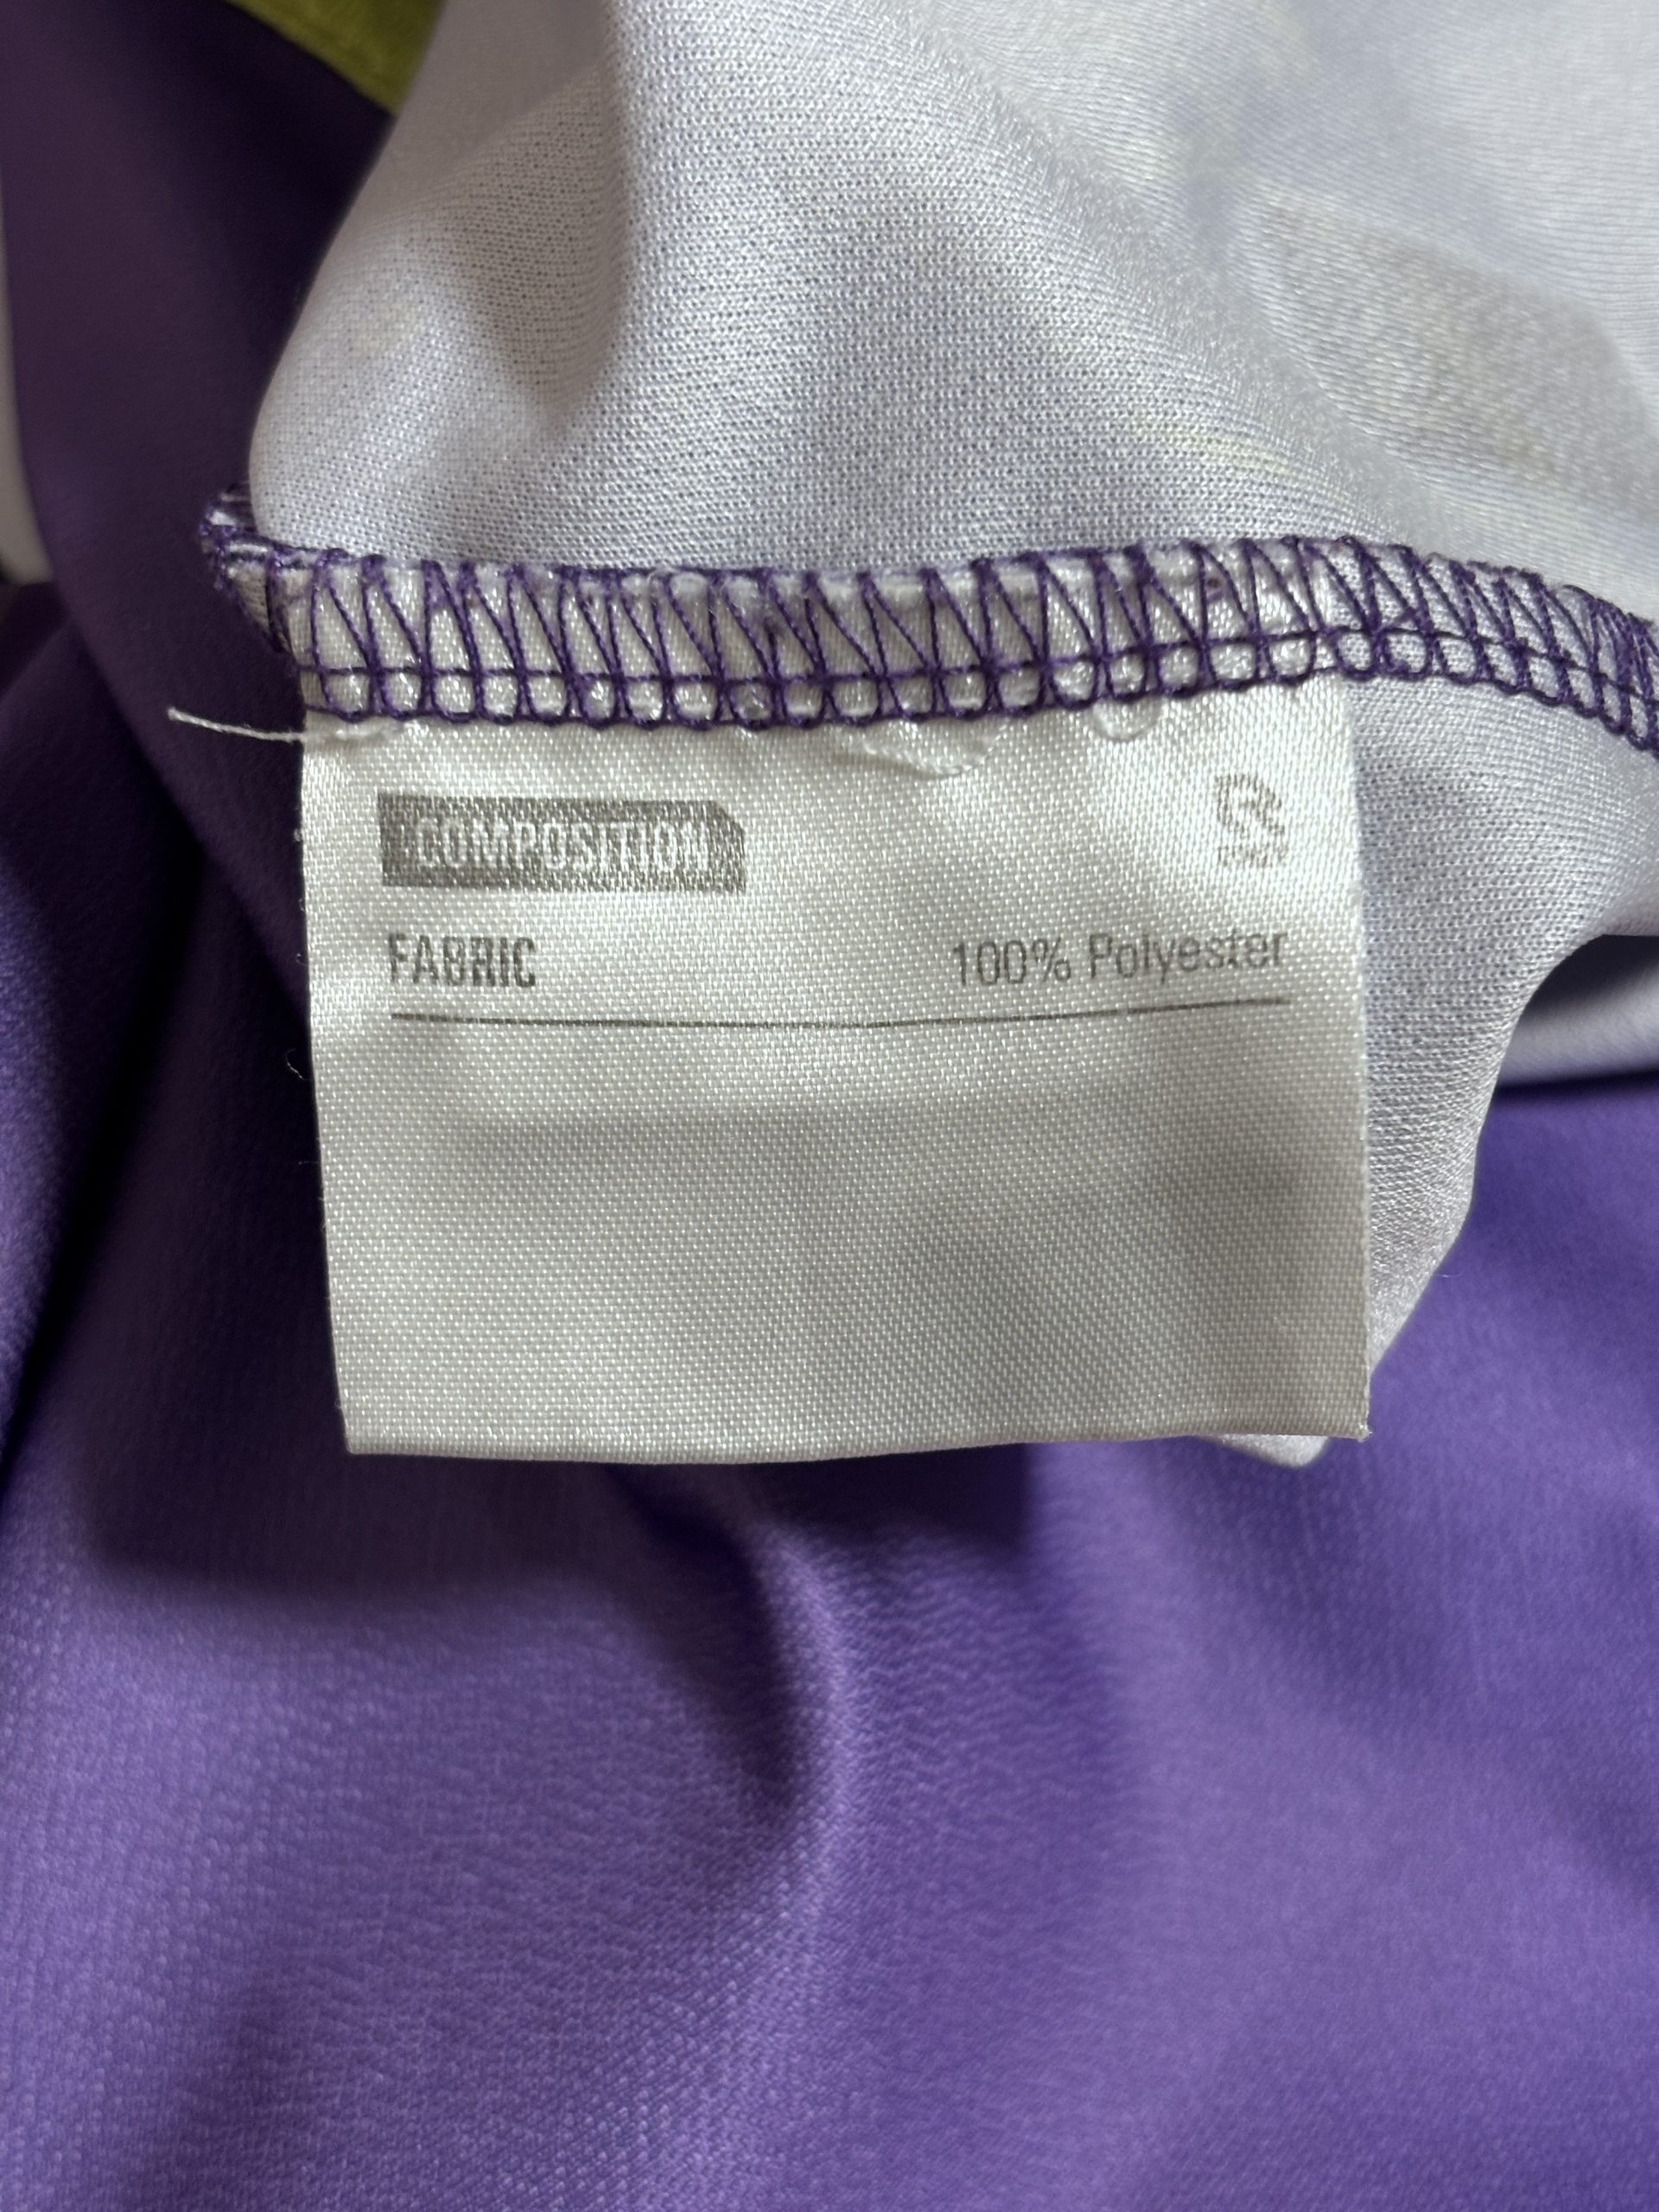 COMPOSITION
FABRIC 100% Polyester